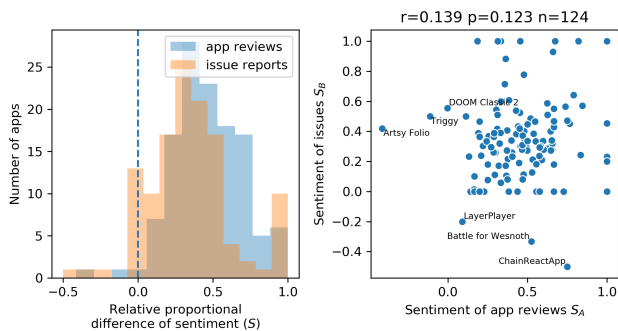 r=0.139 p=0.123 n=124
app reviews
issue reports
Number of apps
0
5
10
15
20
25
−0.5
0.0
0.5
1.0
Relative proportional
difference of sentiment (S)
Sentiment of issues S_B
1.0
0.8
0.6
0.4
0.2
0.0
−0.2
−0.4
DOOM Classic 2
Triggy
Artsy Folio
LayerPlayer
Battle for Wesnoth
ChainReactApp
0.0
0.5
1.0
Sentiment of app reviews S_A